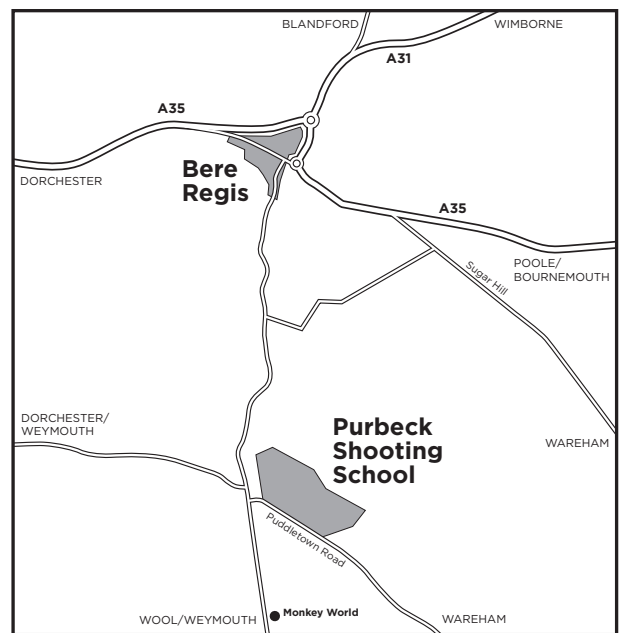 BLANDFORD
WIMBORNE
A31
A35
Bere
Regis
DORCHESTER
A35
POOLE/
BOURNEMOUTH
Sugar Hill
DORCHESTER/
WEYMOUTH
Purbeck
Shooting
School
WAREHAM
Puddletown Road
Monkey World
WOOL/WEYMOUTH
WAREHAM